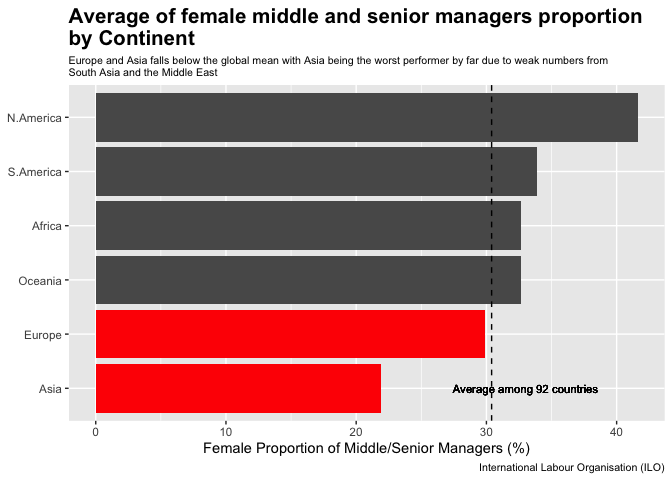 Average of female middle and senior managers proportion
by Continent
Europe and Asia falls below the global mean with Asia being the worst performer by far due to weak numbers from
South Asia and the Middle East
N.America
S.America
Africa
Oceania
Europe
Asia
Average among 92 countries
0 10 20 30 40
Female Proportion of Middle/Senior Managers (%)
International Labour Organisation (ILO)